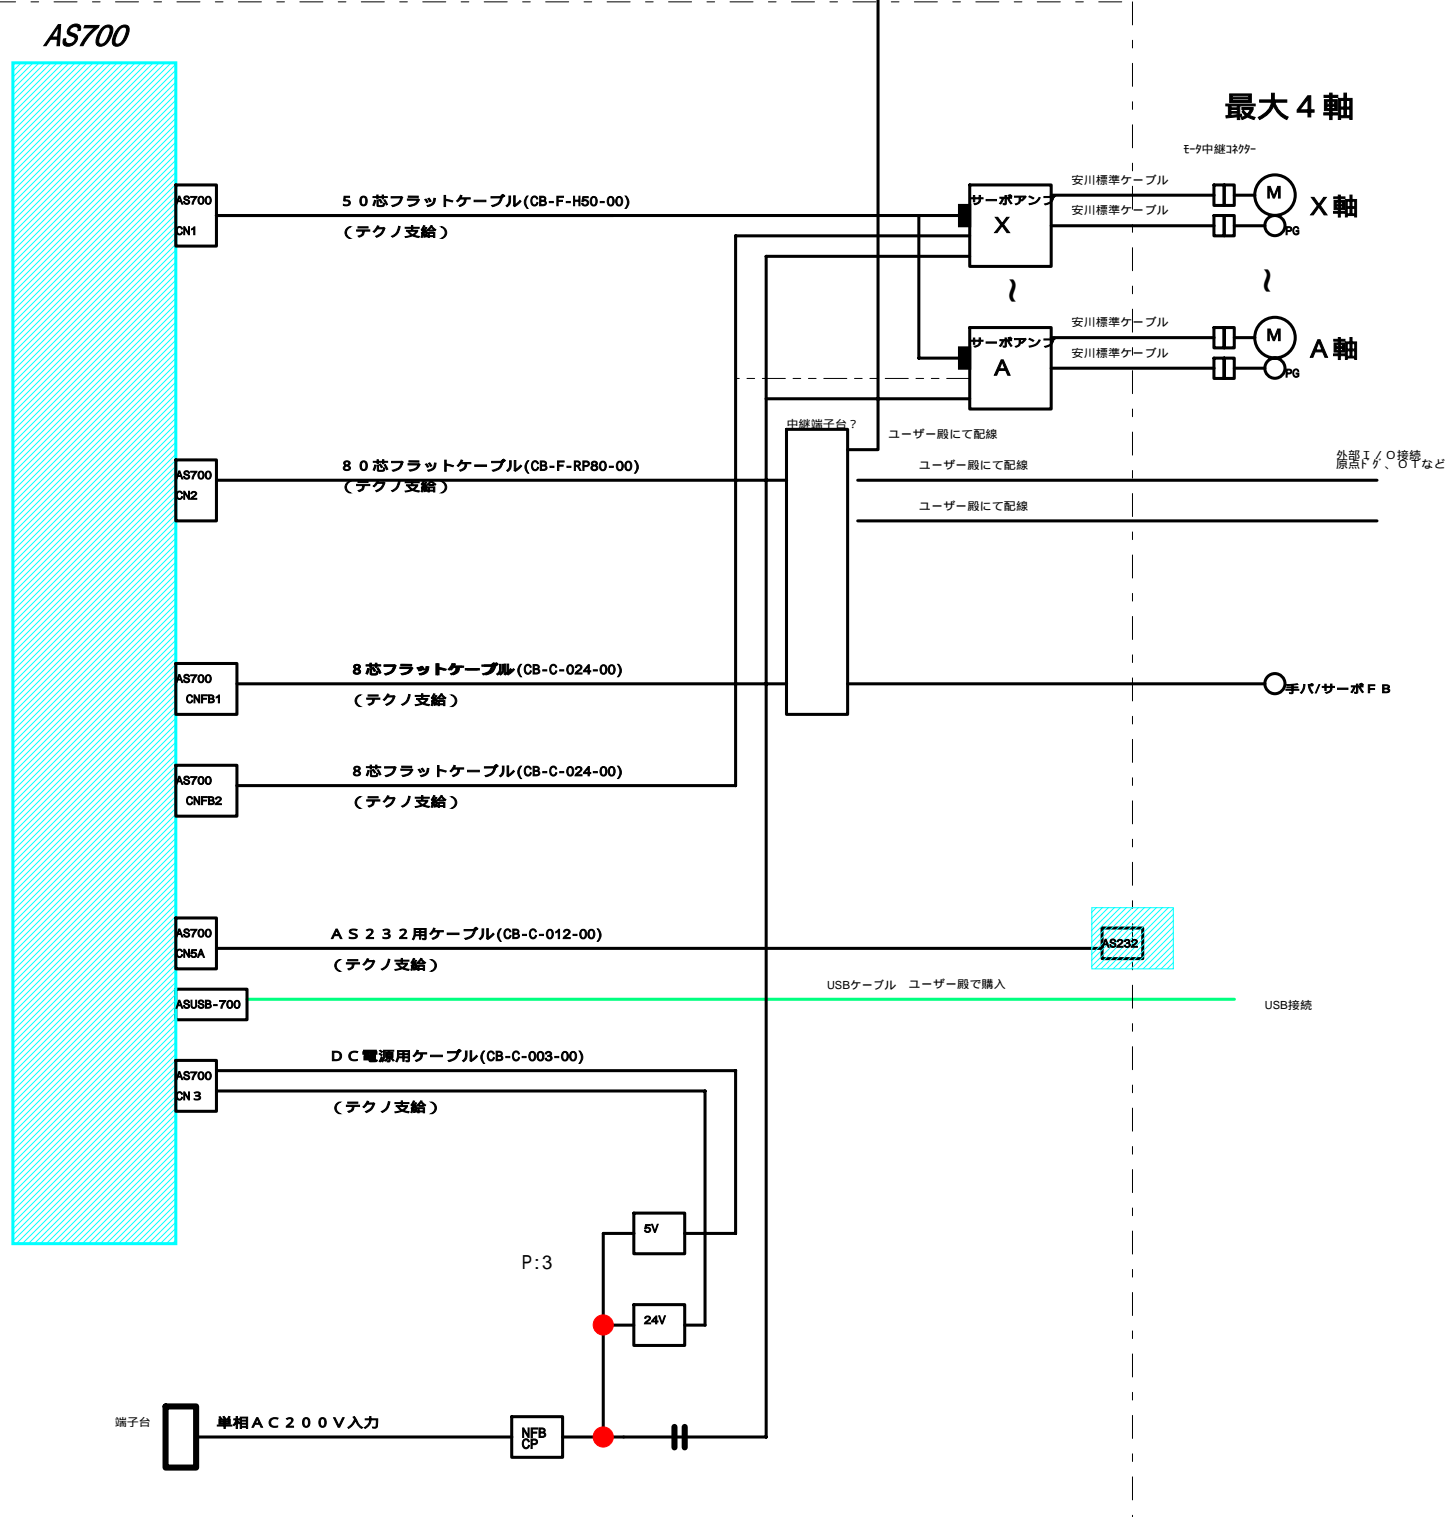 AS700
最大４軸
ﾓｰﾀ中継ｺﾈｸﾀｰ
AS700
CN1
５０芯フラットケーブル(CB-F-H50-00)
（テクノ支給）
サーボアンプ
X
安川標準ケーブル
安川標準ケーブル
M
PG
X軸
~
~
サーボアンプ
A
安川標準ケーブル
安川標準ケーブル
M
PG
A軸
中継端子台？
ユーザー殿にて配線
AS700
CN2
８０芯フラットケーブル(CB-F-RP80-00)
（テクノ支給）
ユーザー殿にて配線
ユーザー殿にて配線
外部Ｉ／Ｏ接続
AS700
CNFB1
８芯フラットケーブル(CB-C-024-00)
（テクノ支給）
手パ/サーボＦＢ
AS700
CNFB2
８芯フラットケーブル(CB-C-024-00)
（テクノ支給）
AS700
CN5A
ＡＳ２３２用ケーブル(CB-C-012-00)
（テクノ支給）
AS232
ASUSB-700
USBケーブル　ユーザー殿で購入
USB接続
AS700
CN３
ＤＣ電源用ケーブル(CB-C-003-00)
（テクノ支給）
5V
P:3
24V
端子台
単相ＡＣ２００Ｖ入力
NFB
CP